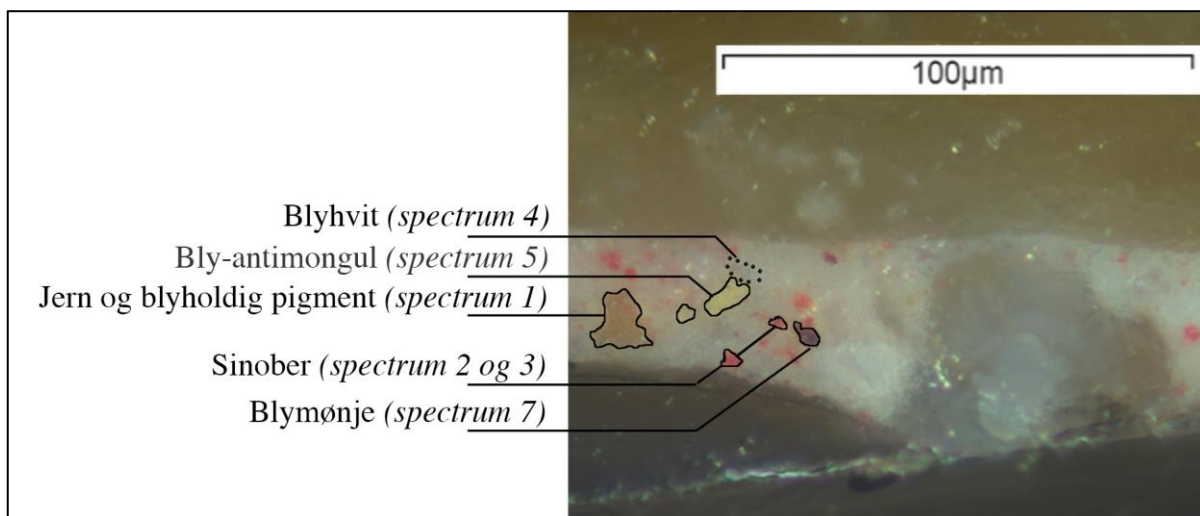 100µm
Blyhvit (spectrum 4)
Bly-antimongul (spectrum 5)
Jern og blyholdig pigment (spectrum 1)
Sinober (spectrum 2 og 3)
Blymønje (spectrum 7)